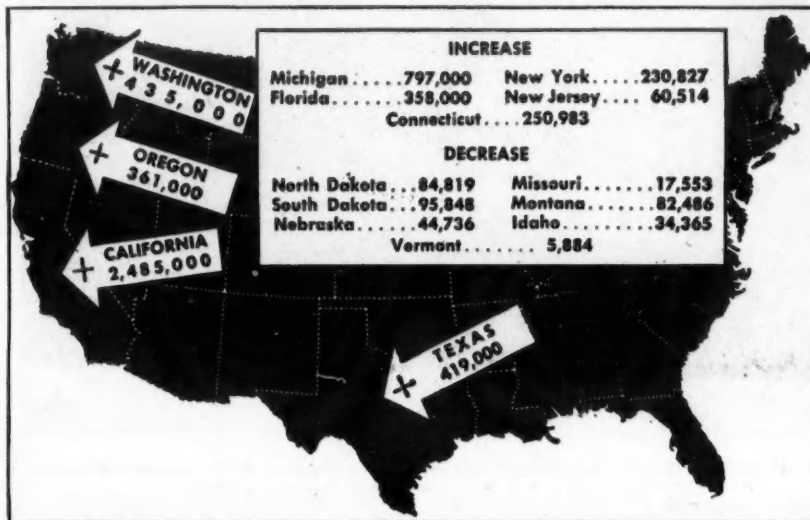 WASHINGTON
435,000
OREGON
361,000
CALIFORNIA
2,485,000
TEXAS
419,000
INCREASE
Michigan.....797,000 New York.....230,827
Florida......358,000 New Jersey.... 60,514
Connecticut....250,983
DECREASE
North Dakota...84,819 Missouri.......17,553
South Dakota...95,848 Montana.......82,486
Nebraska......44,736 Idaho.........34,365
Vermont....... 5,884